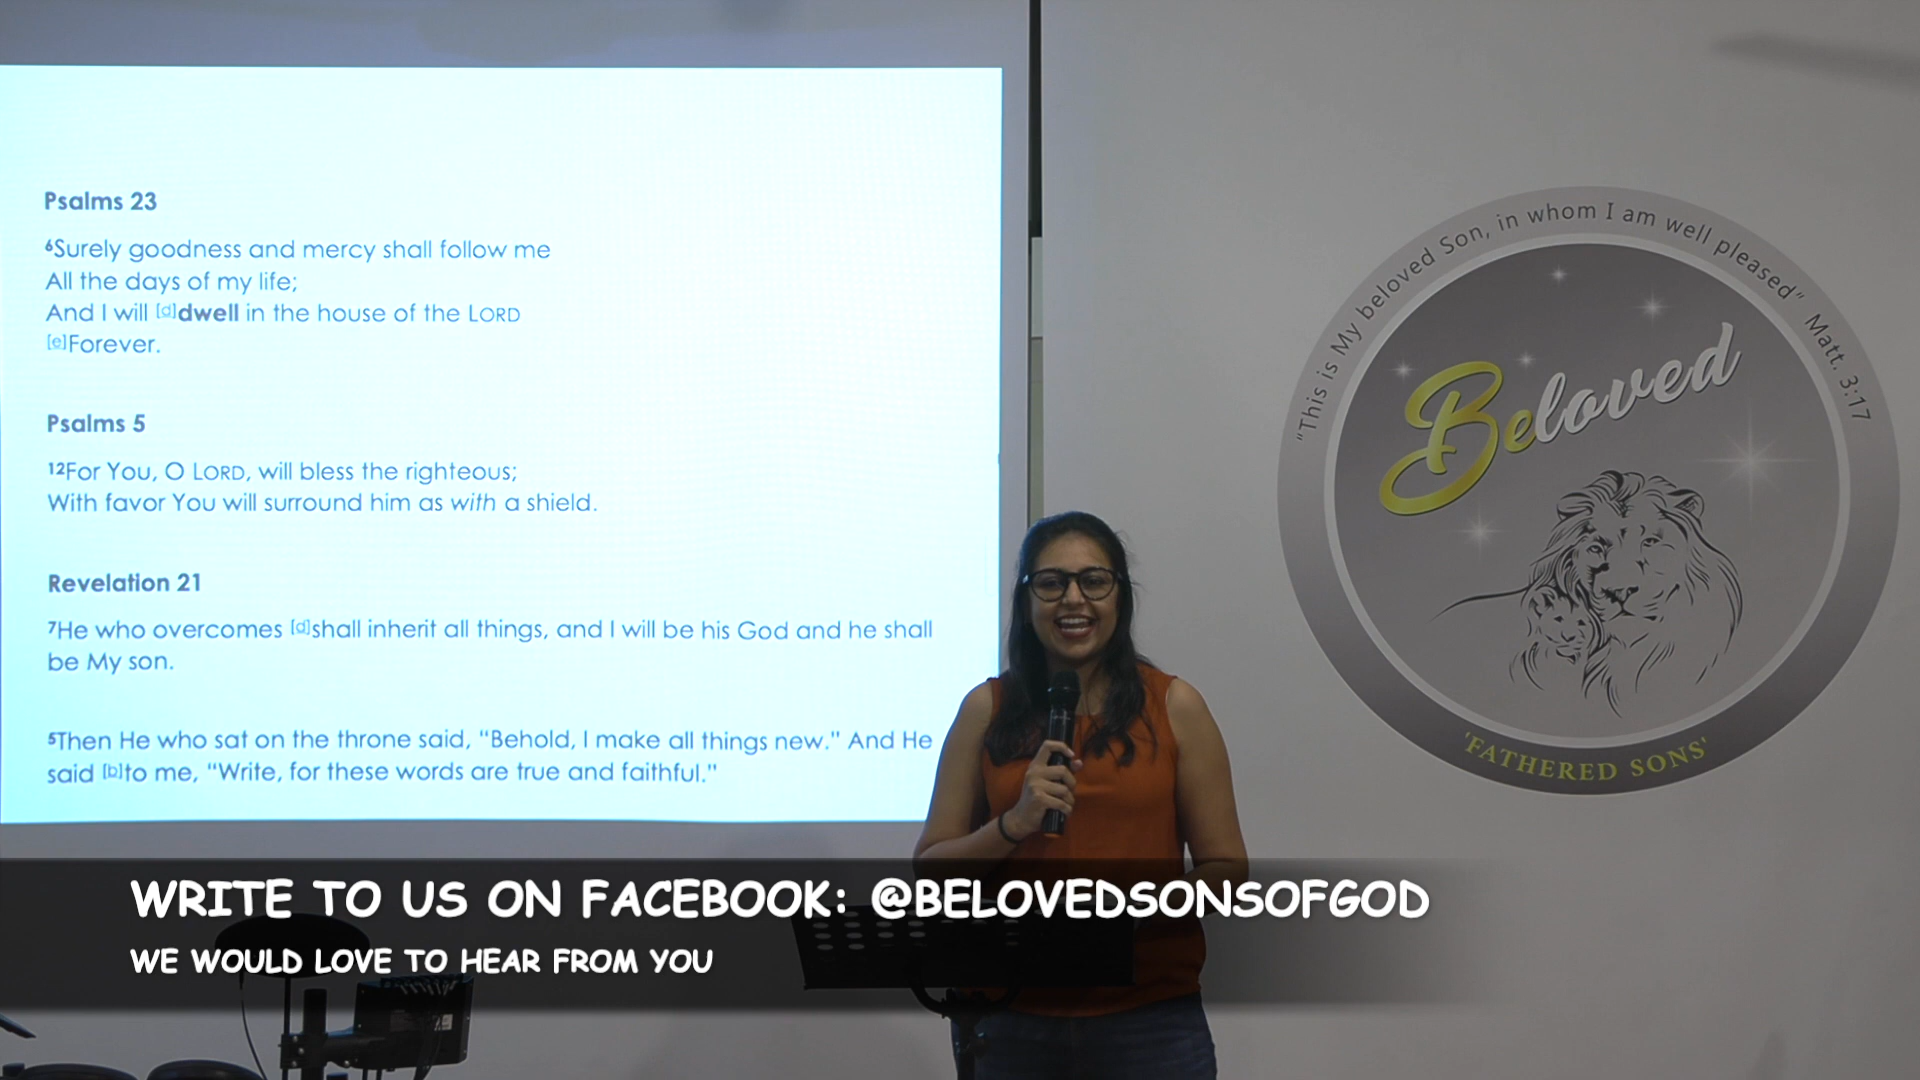 Psalms 23
6Surely goodness and mercy shall follow me
All the days of my life;
And I will [d]dwell in the house of the LORD
[e]Forever.
Psalms 5
12For You, O LORD, will bless the righteous;
With favor You will surround him as with a shield.
Revelation 21
7He who overcomes [d]shall inherit all things, and I will be his God and he shall
be My son.
5Then He who sat on the throne said, “Behold, I make all things new.” And He
said [b]to me, “Write, for these words are true and faithful.”
"This is My beloved Son, in whom I am well pleased" Matt. 3:17
Beloved
'FATHERED SONS'
WRITE TO US ON FACEBOOK: @BELOVEDSONSOFGOD
WE WOULD LOVE TO HEAR FROM YOU